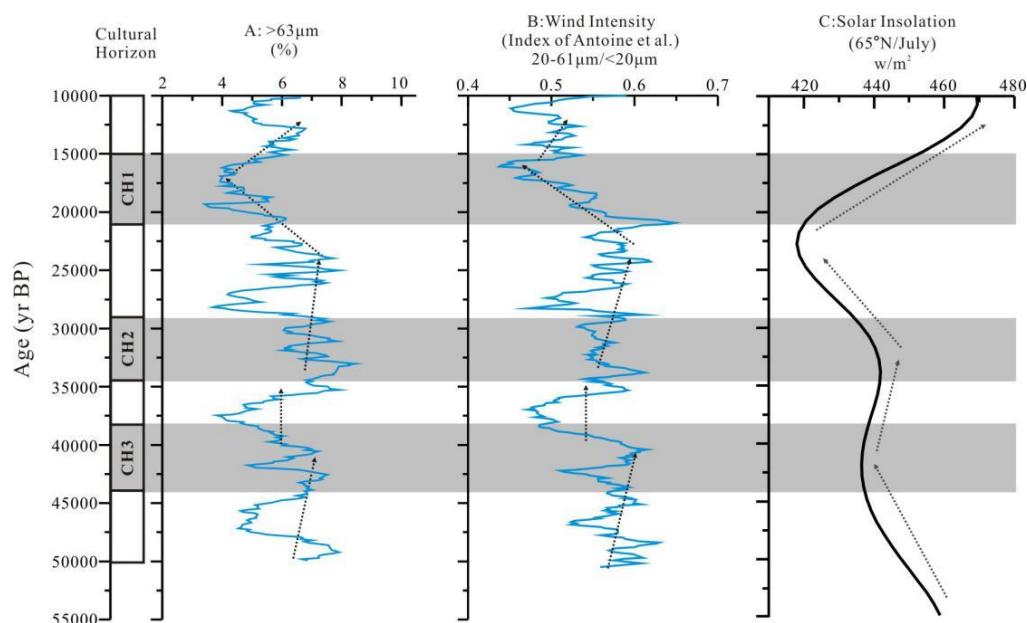 Cultural
Horizon
A: >63μm
(%)
B:Wind Intensity
(Index of Antoine et al.)
20-61μm/<20μm
C:Solar Insolation
(65°N/July)
w/m²
2 4 6 8 10
0.4 0.5 0.6 0.7
420 440 460
Age (yr BP)
10000
15000
20000
25000
30000
35000
40000
45000
50000
55000
CH1
CH2
CH3